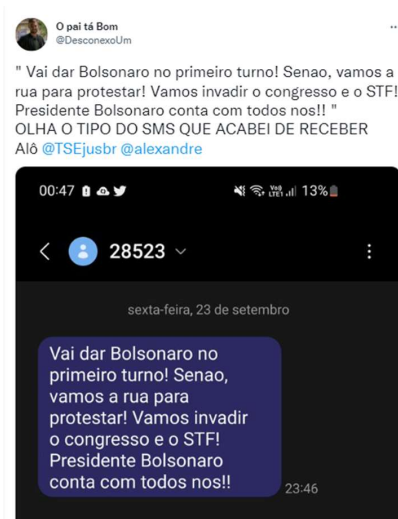 O pai tá Bom
@DesconexoUm
" Vai dar Bolsonaro no primeiro turno! Senao, vamos a
rua para protestar! Vamos invadir o congresso e o STF!
Presidente Bolsonaro conta com todos nos!! "
OLHA O TIPO DO SMS QUE ACABEI DE RECEBER
Alô @TSEjusbr @alexandre
00:47 13%
28523
sexta-feira, 23 de setembro
Vai dar Bolsonaro no
primeiro turno! Senao,
vamos a rua para
protestar! Vamos invadir
o congresso e o STF!
Presidente Bolsonaro
conta com todos nos!!
23:46